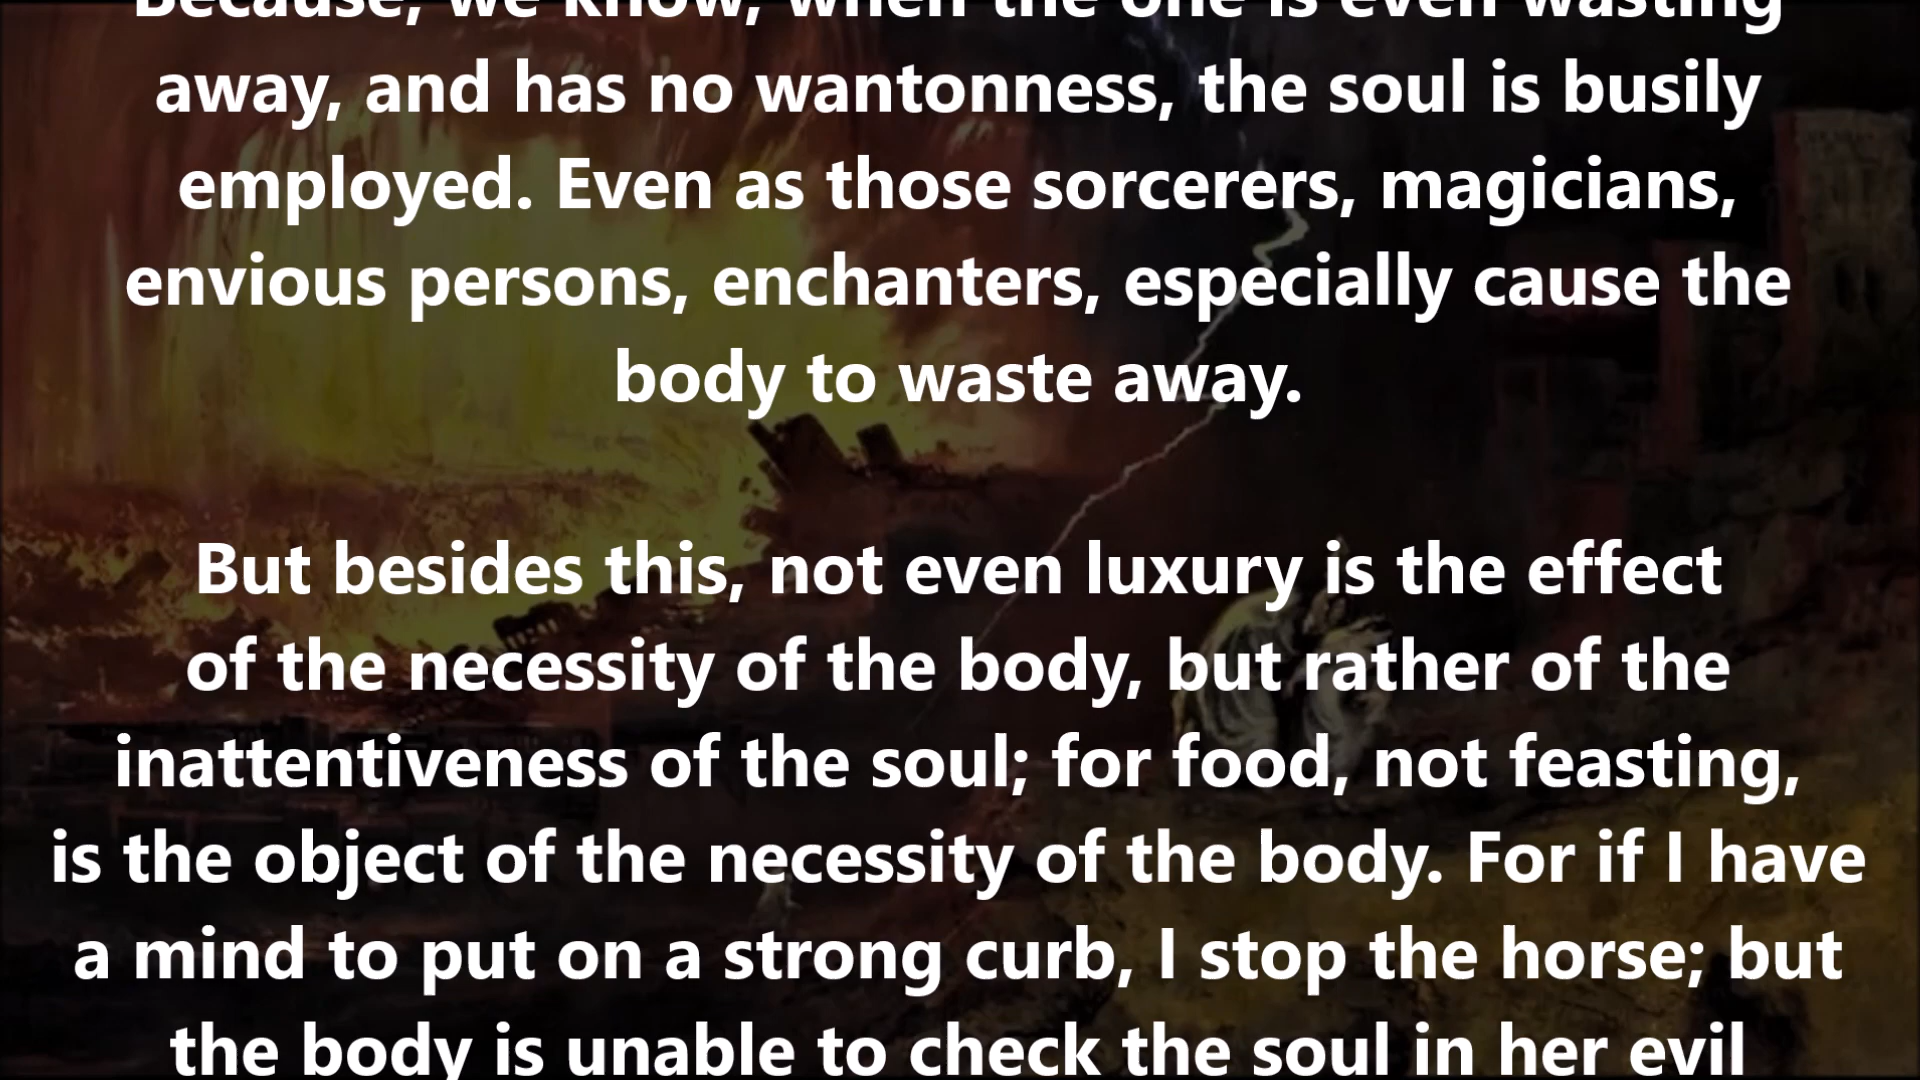 Because, we know, when the one is even wasting
away, and has no wantonness, the soul is busily
employed. Even as those sorcerers, magicians,
envious persons, enchanters, especially cause the
body to waste away.
But besides this, not even luxury is the effect
of the necessity of the body, but rather of the
inattentiveness of the soul; for food, not feasting,
is the object of the necessity of the body. For if I have
a mind to put on a strong curb, I stop the horse; but
the body is unable to check the soul in her evil